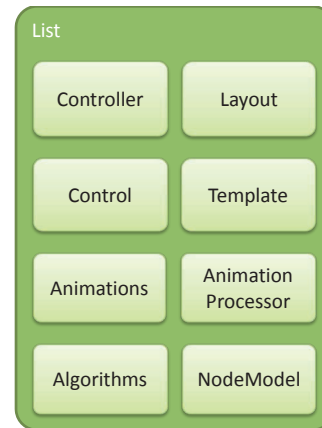 List
Controller
Layout
Control
Template
Animations
Animation
Processor
Algorithms
NodeModel